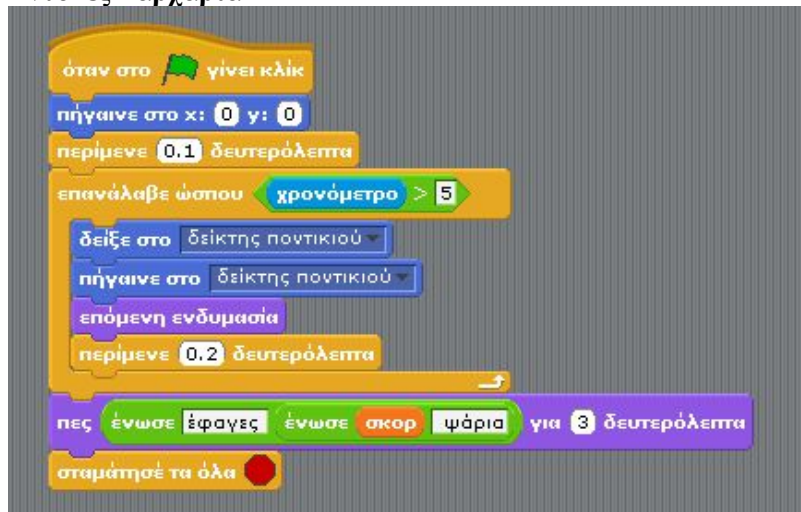 όταν στο γίνει κλίκ
πήγαινε στο x: 0 y: 0
περίμενε 0.1 δευτερόλεπτα
επανάλαβε ώσπου χρονόμετρο > 5
δείξε στο δείκτης ποντικιού
πήγαινε στο δείκτης ποντικιού
επόμενη ενδυμασία
περίμενε 0.2 δευτερόλεπτα
πες ένωσε έφαγες ένωσε σκορ ψάρια για 3 δευτερόλεπτα
σταμάτησέ τα όλα